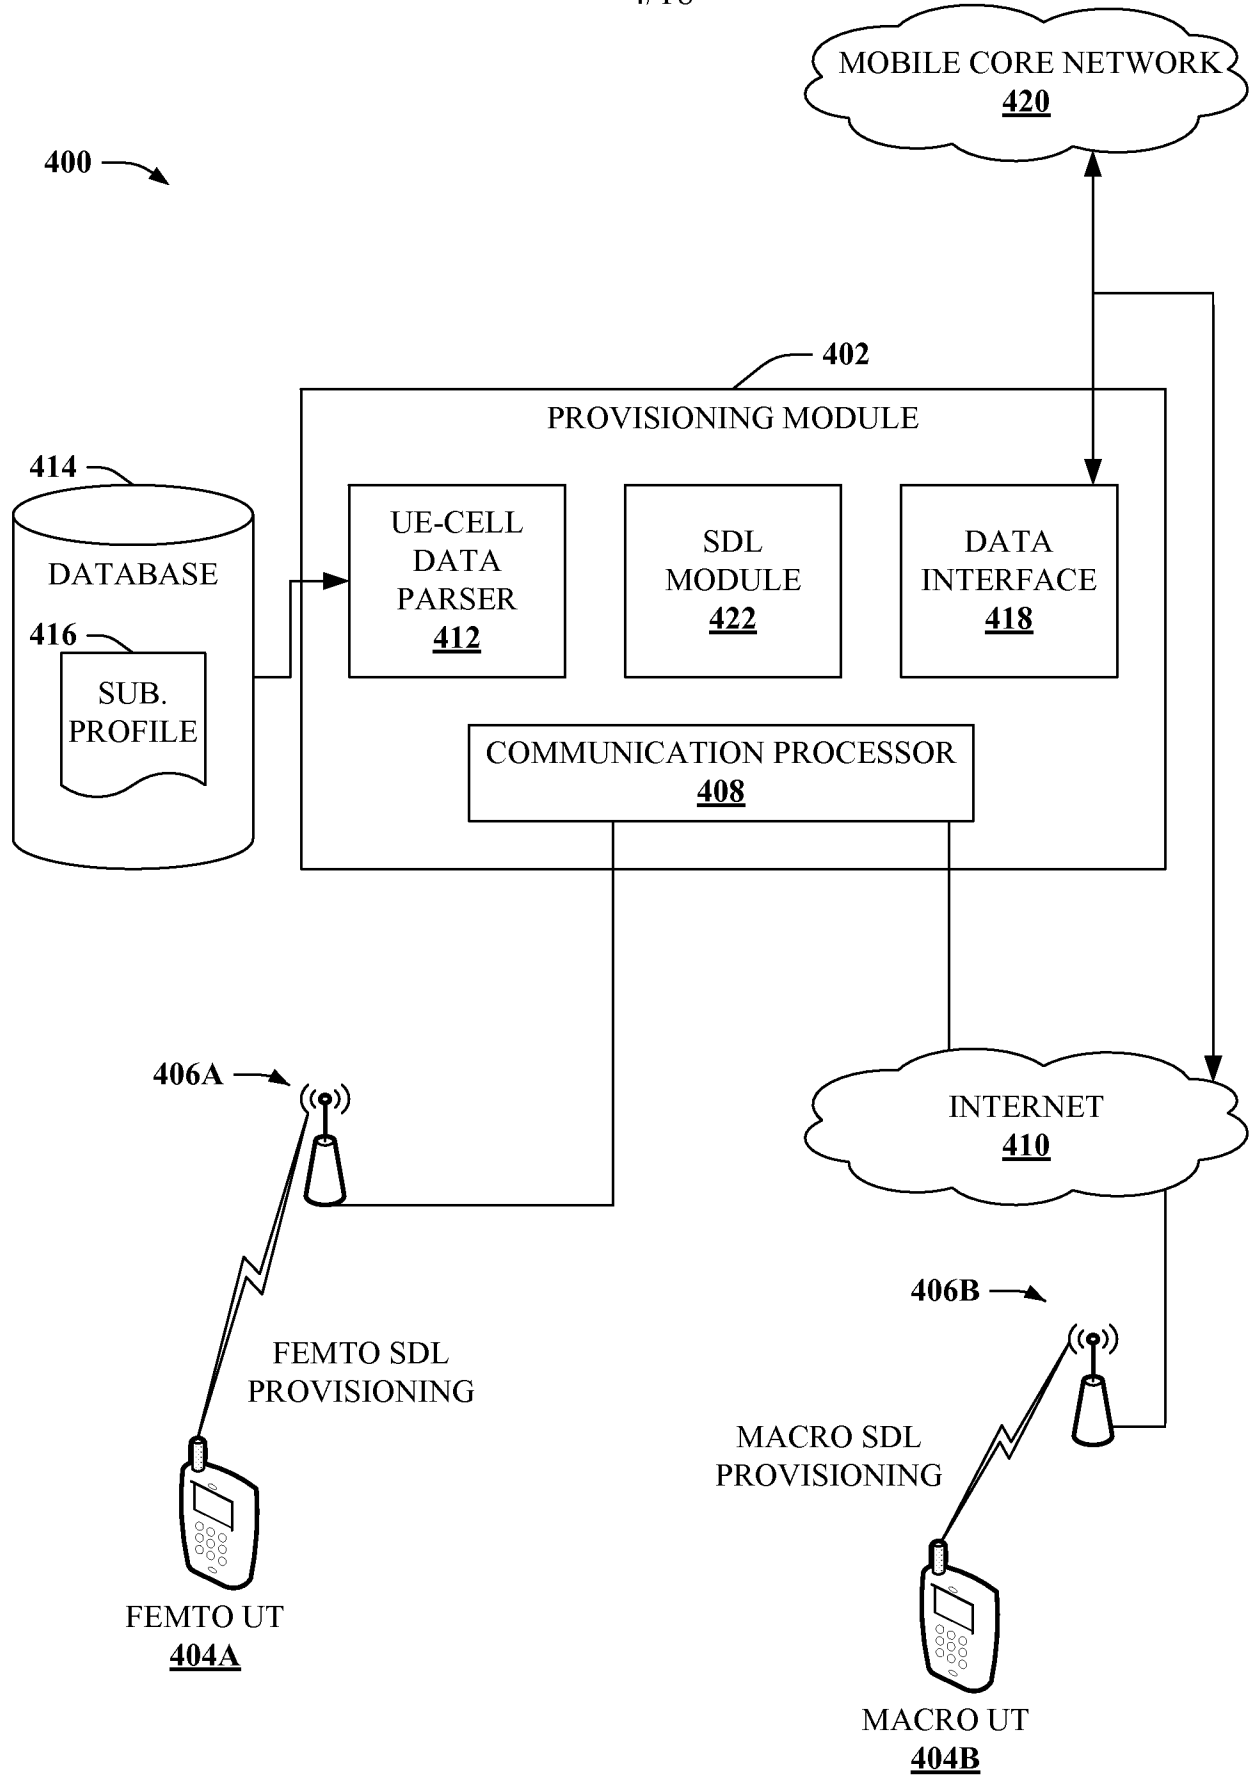 MOBILE CORE NETWORK
420
400
402
PROVISIONING MODULE
414
DATABASE
416
SUB.
PROFILE
UE-CELL
DATA
PARSER
412
SDL
MODULE
422
DATA
INTERFACE
418
COMMUNICATION PROCESSOR
408
406A
INTERNET
410
406B
FEMTO SDL
PROVISIONING
MACRO SDL
PROVISIONING
FEMTO UT
404A
MACRO UT
404B